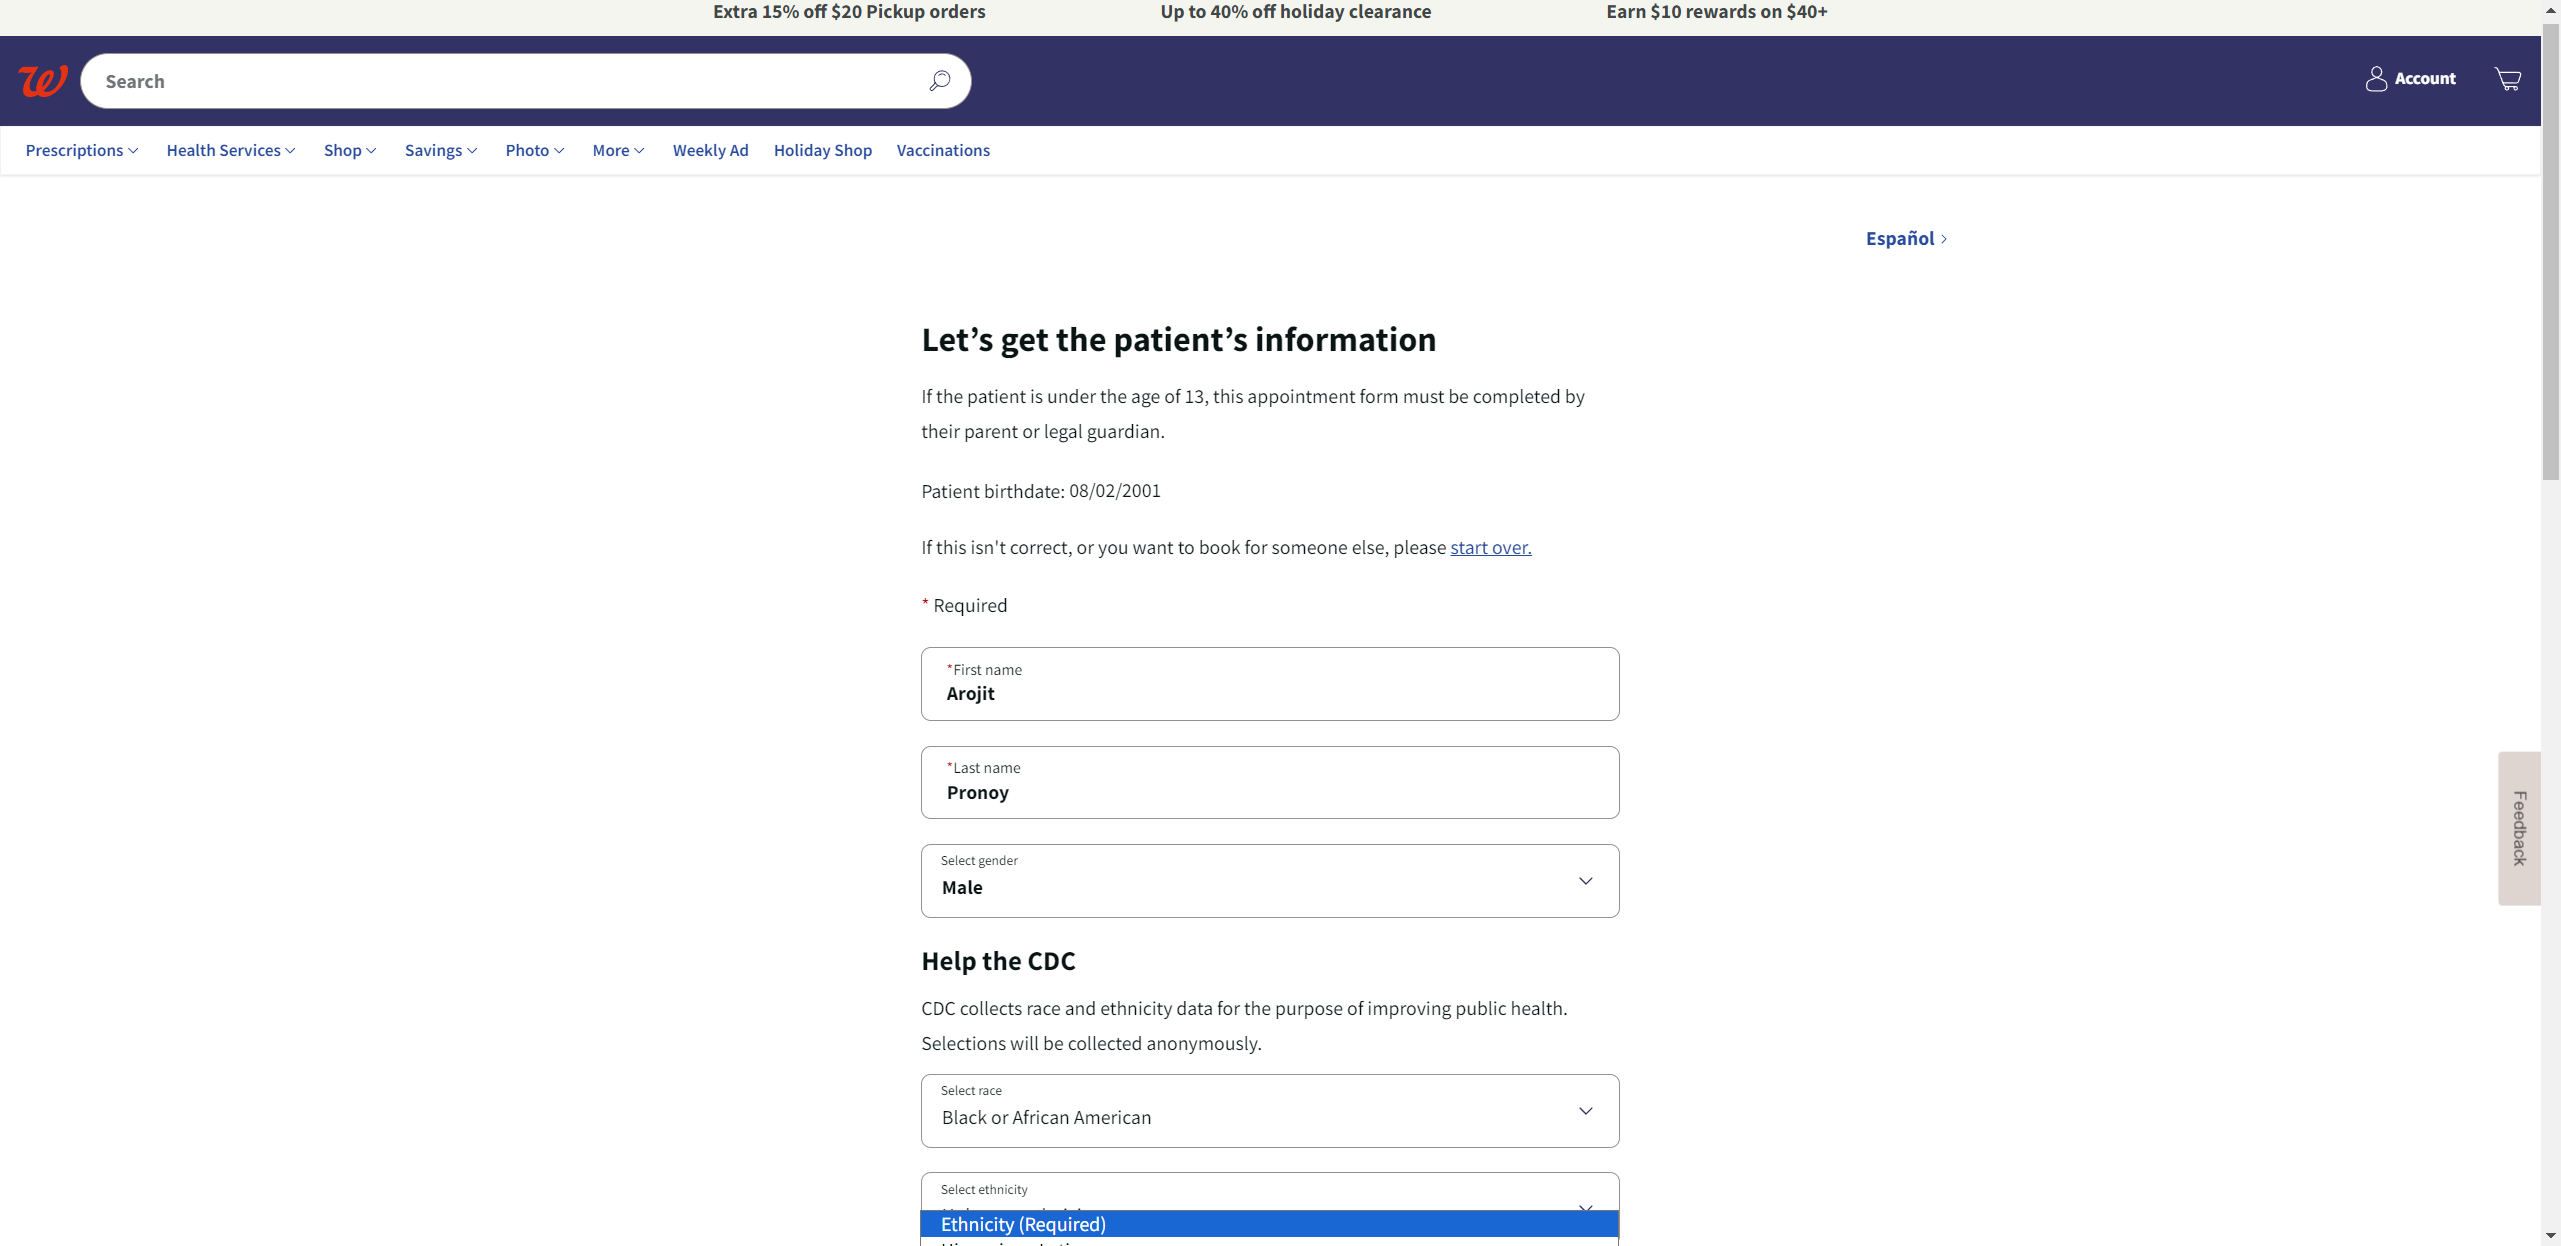 Extra 15% off $20 Pickup orders
Up to 40% off holiday clearance
Earn $10 rewards on $40+
Search
Account
Prescriptions
Health Services
Shop
Savings
Photo
More
Weekly Ad
Holiday Shop
Vaccinations
Español
Let’s get the patient’s information
If the patient is under the age of 13, this appointment form must be completed by
their parent or legal guardian.
Patient birthdate: 08/02/2001
If this isn't correct, or you want to book for someone else, please start over.
* Required
*First name
Arojit
*Last name
Pronoy
Select gender
Male
Feedback
Help the CDC
CDC collects race and ethnicity data for the purpose of improving public health.
Selections will be collected anonymously.
Select race
Black or African American
Select ethnicity
Ethnicity (Required)